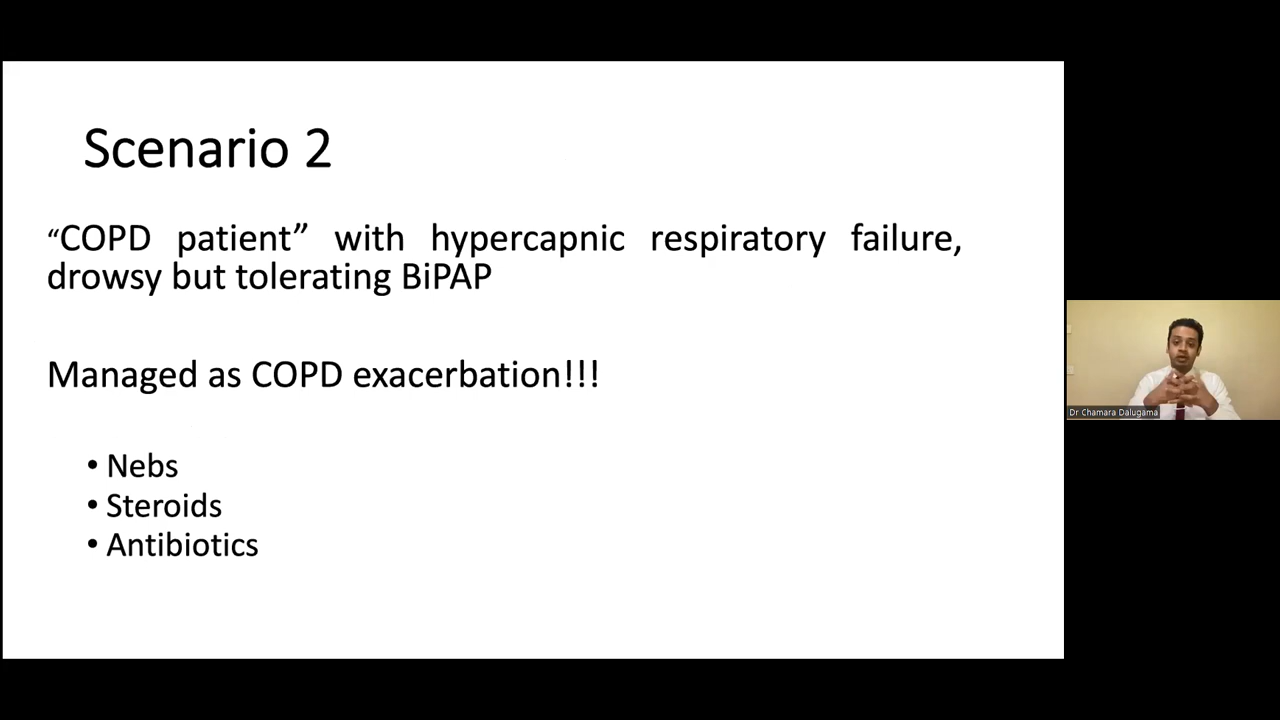 Scenario 2
“COPD patient” with hypercapnic respiratory failure,
drowsy but tolerating BiPAP
Managed as COPD exacerbation!!!
• Nebs
• Steroids
• Antibiotics
Dr Chamara Dalugama